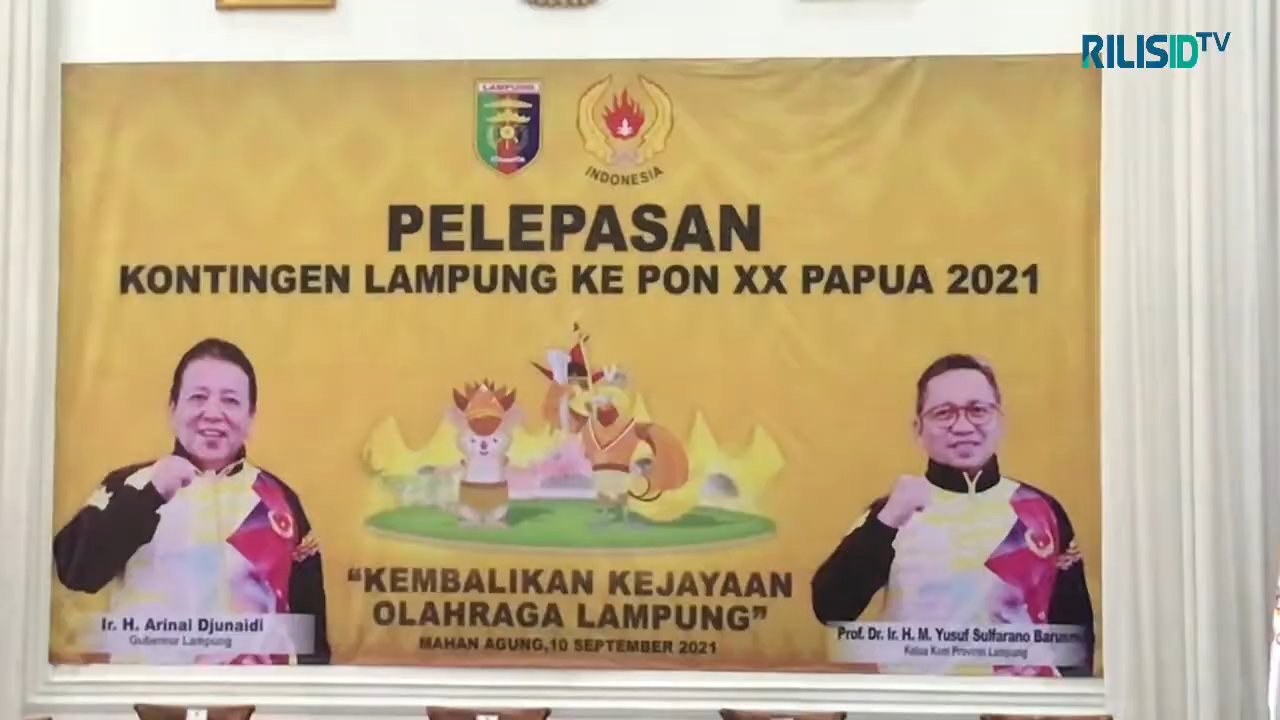 RILISIDTV
LAMPUNG
INDONESIA
PELEPASAN
KONTINGEN LAMPUNG KE PON XX PAPUA 2021
"KEMBALIKAN KEJAYAAN
OLAHRAGA LAMPUNG"
MAHAN AGUNG,10 SEPTEMBER 2021
Ir. H. Arinal Djunaidi
Gubernur Lampung
Prof. Dr. Ir. H. M. Yusuf Sulfarano
Ketua Koni Provinsi Lampung